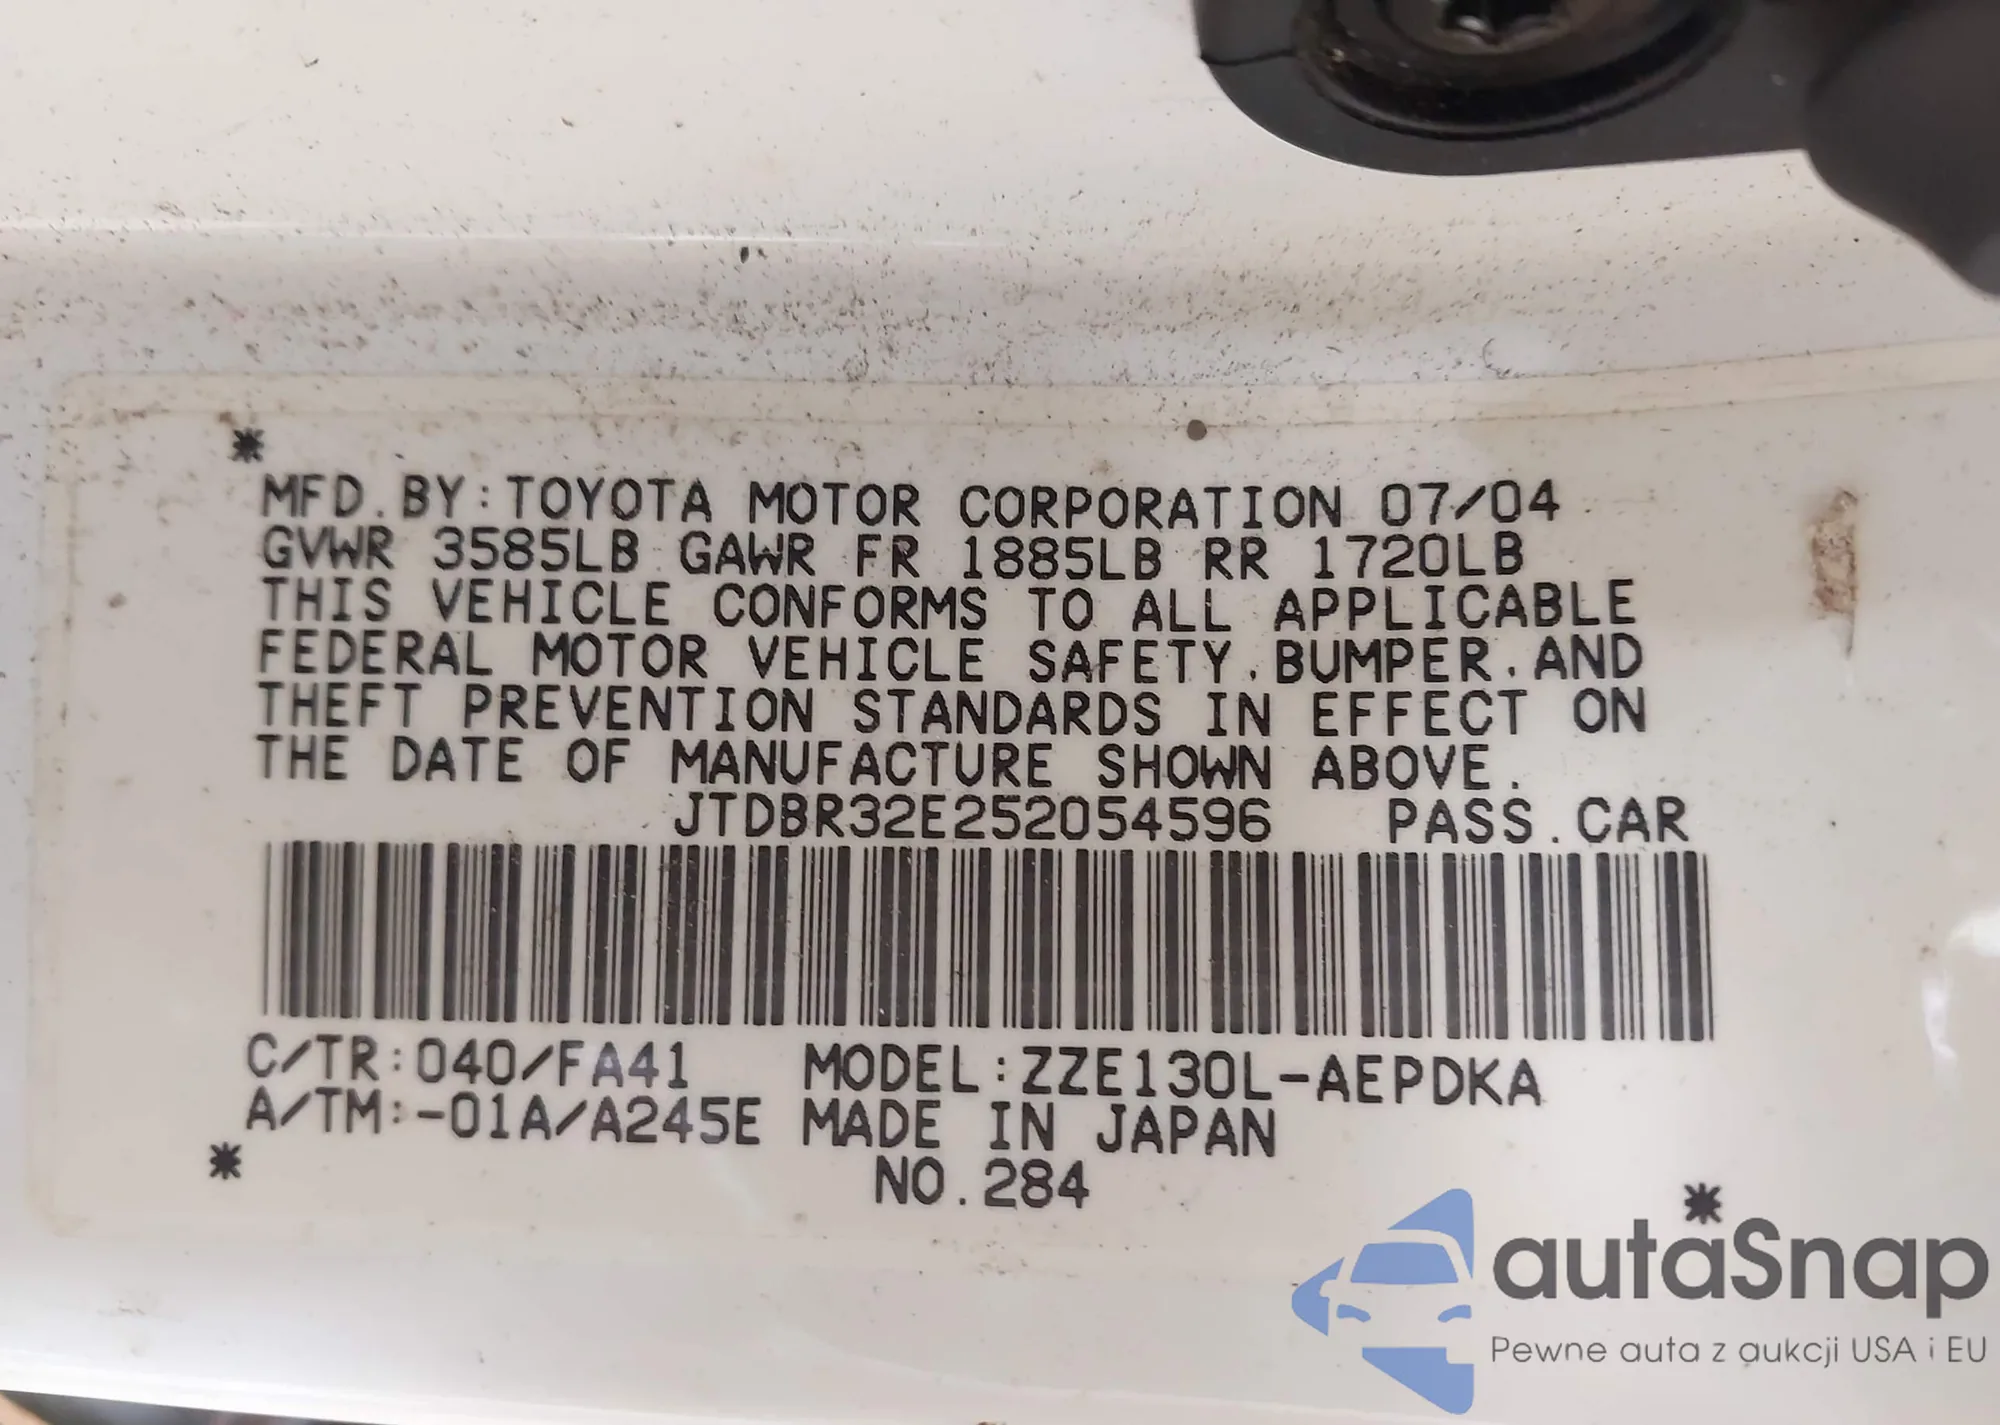 *
MFD.BY:TOYOTA MOTOR CORPORATION 07/04
GVWR 3585LB GAWR FR 1885LB RR 1720LB
THIS VEHICLE CONFORMS TO ALL APPLICABLE
FEDERAL MOTOR VEHICLE SAFETY,BUMPER,AND
THEFT PREVENTION STANDARDS IN EFFECT ON
THE DATE OF MANUFACTURE SHOWN ABOVE.
JTDBR32E252054596 PASS.CAR
C/TR:040/FA41 MODEL:ZZE130L-AEPDKA
A/TM:-01A/A245E MADE IN JAPAN
* NO.284
*
autaSnap
Pewne auta z aukcji USA i EU